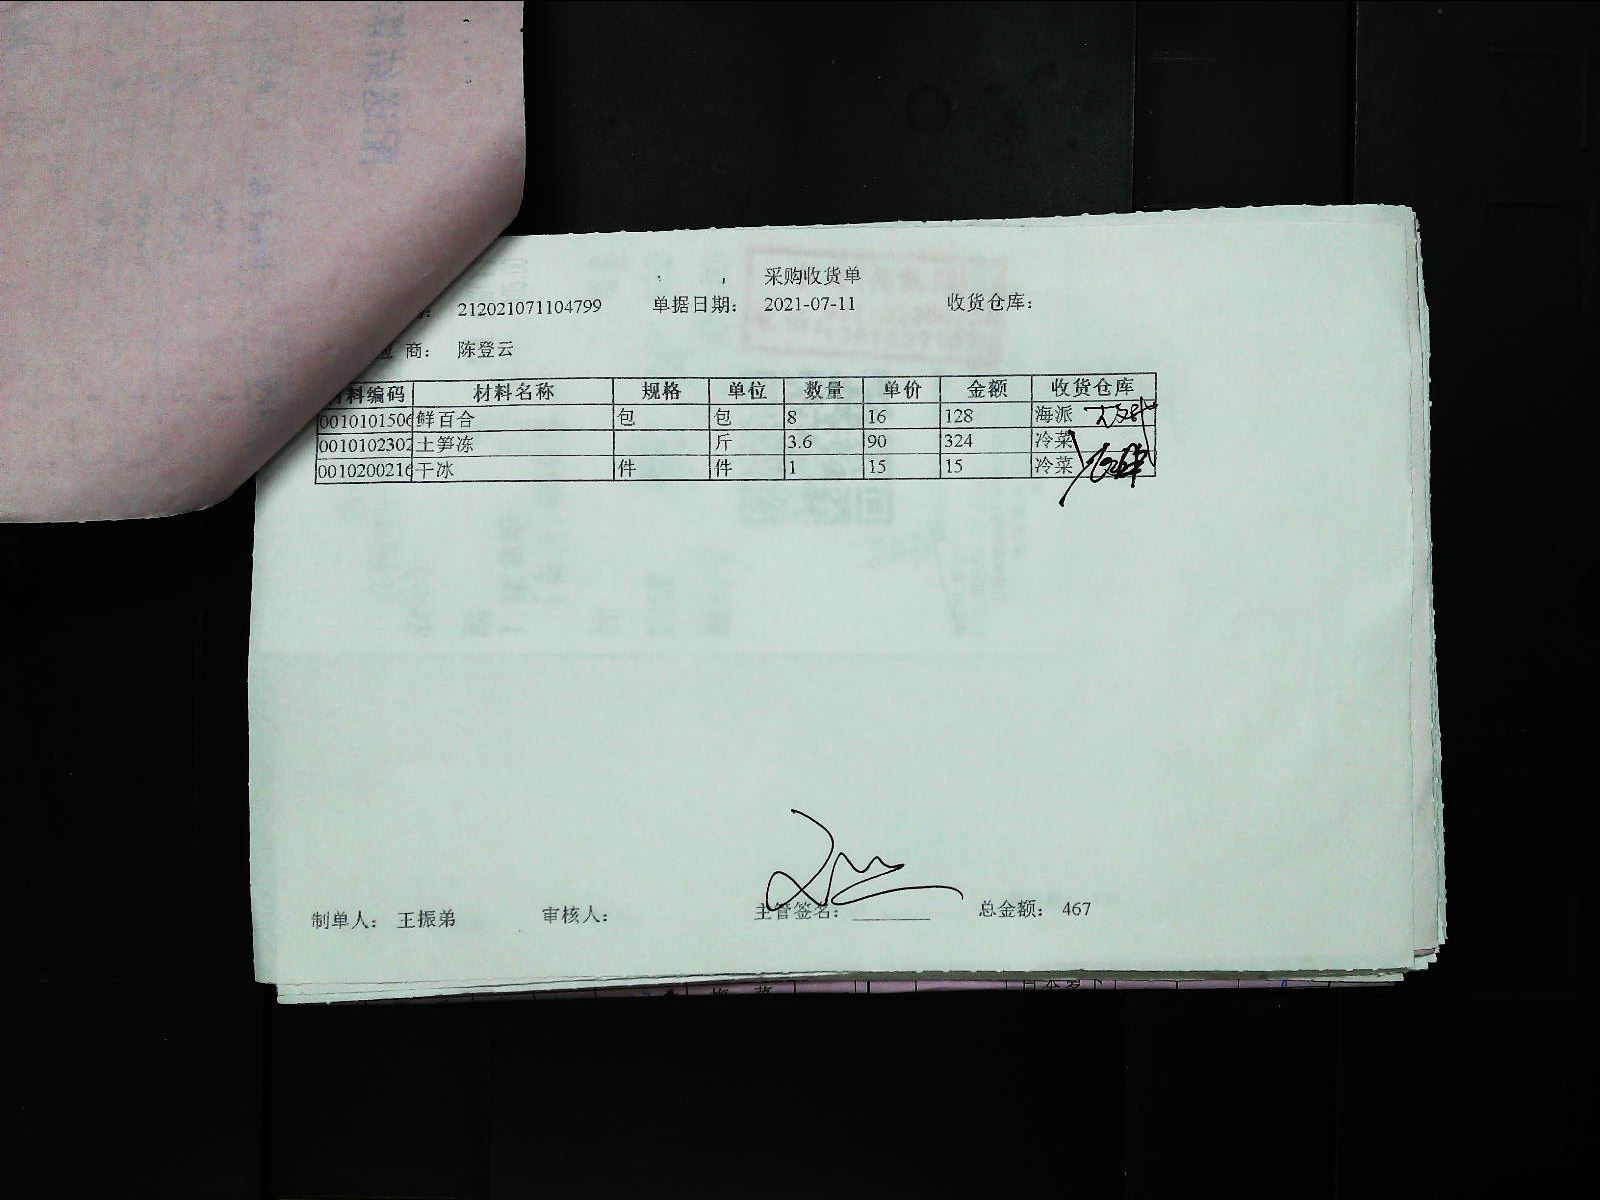 采购收货单
212021071104799 单据日期： 2021-07-11 收货仓库：
商： 陈登云
料编码 材料名称 规格 单位 数量 单价 金额 收货仓库
0010101506 鲜百合 包 包 8 16 128 海派
0010102302 土笋冻 斤 3.6 90 324 冷菜
0010200216 干冰 件 件 1 15 15 冷菜
制单人： 王振弟 审核人： 主管签名： 总金额： 467